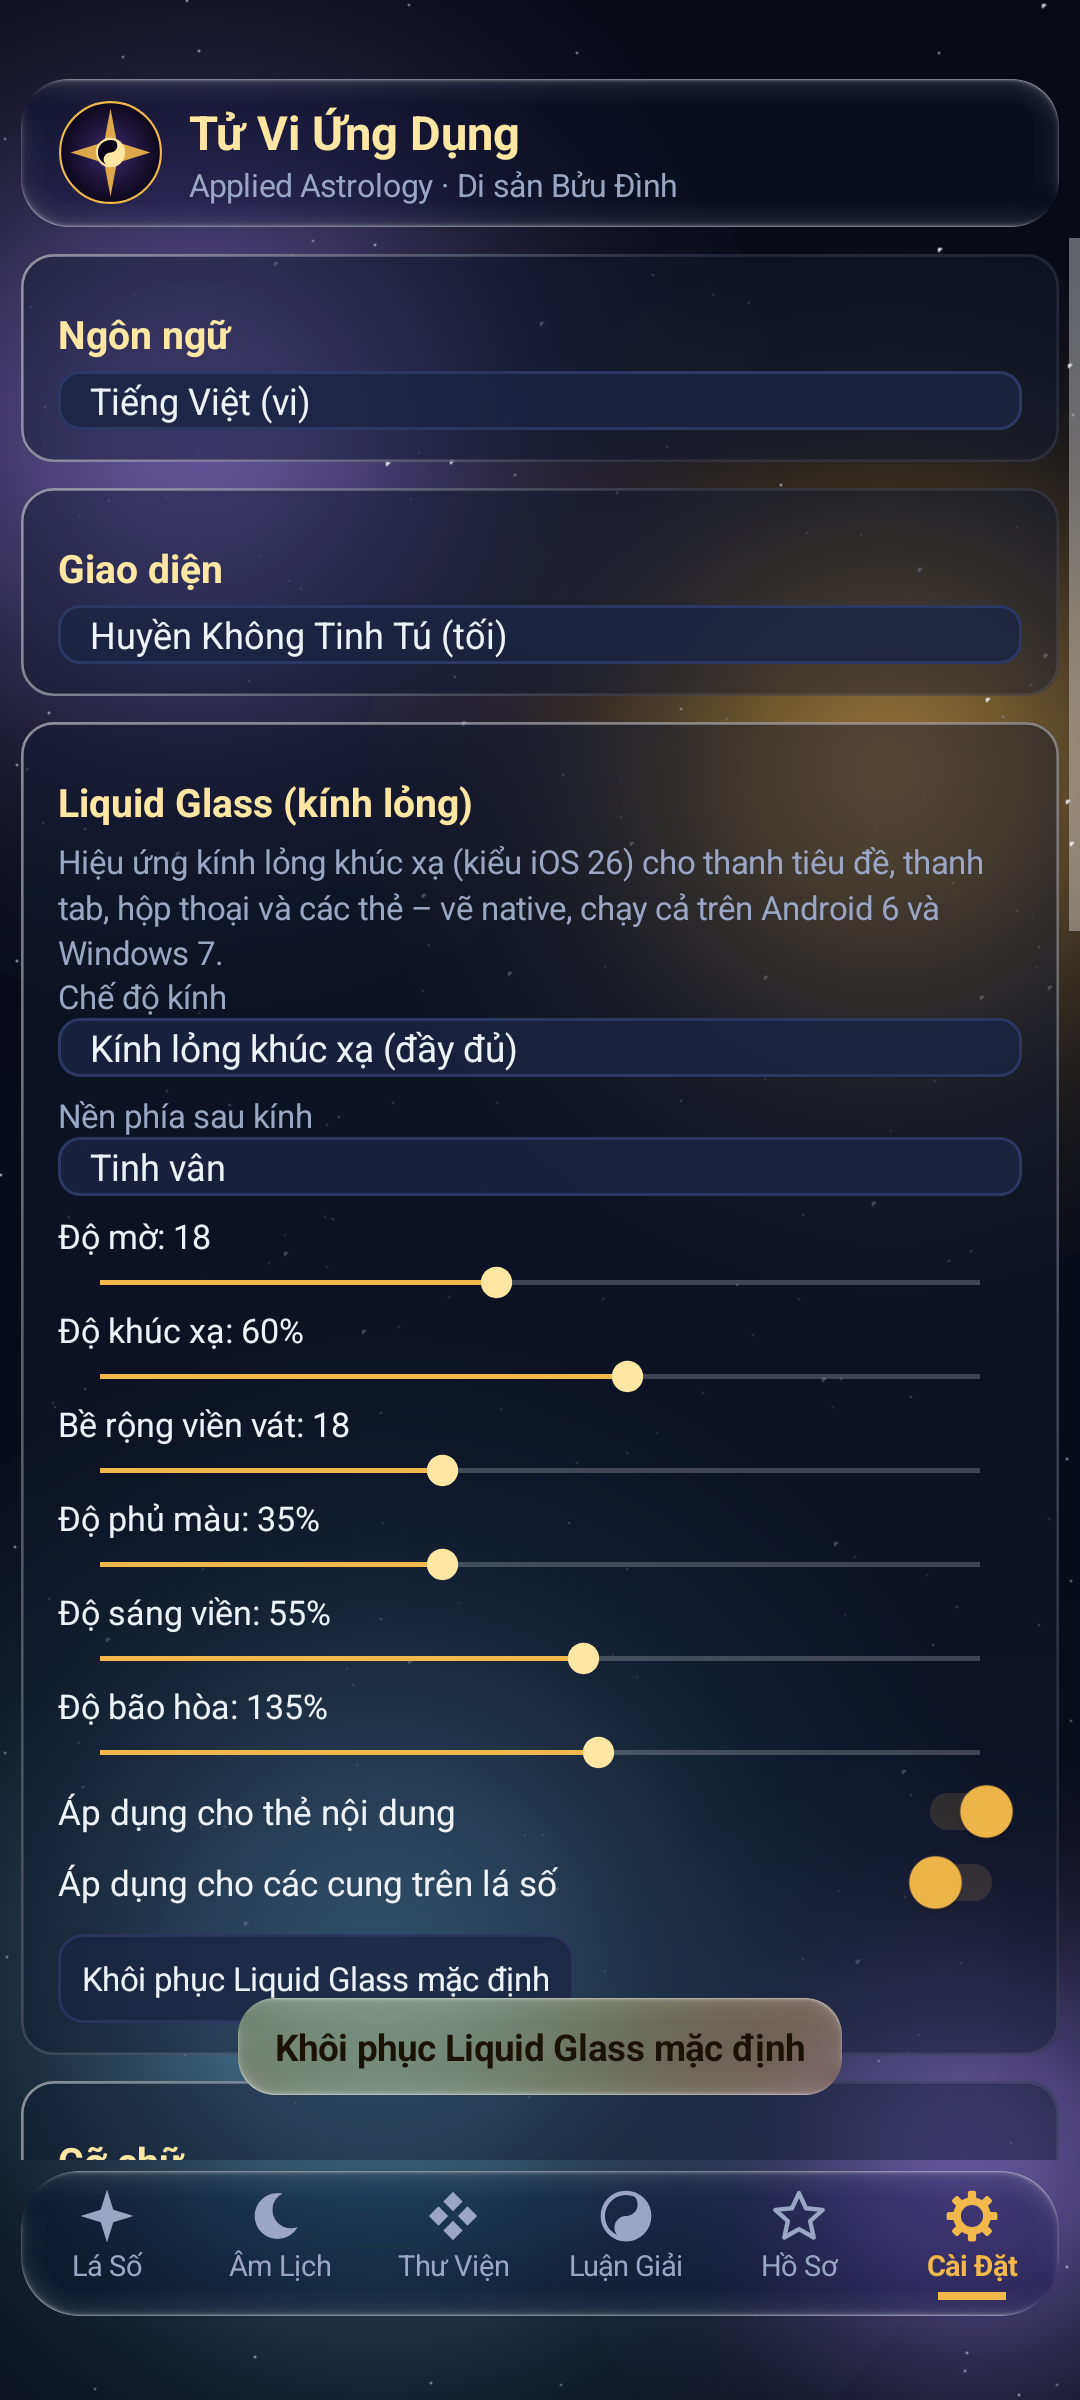 Tử Vi Ứng Dụng
Applied Astrology · Di sản Bửu Đình
Ngôn ngữ
Tiếng Việt (vi)
Giao diện
Huyền Không Tinh Tú (tối)
Liquid Glass (kính lỏng)
Hiệu ứng kính lỏng khúc xạ (kiểu iOS 26) cho thanh tiêu đề, thanh
tab, hộp thoại và các thẻ – vẽ native, chạy cả trên Android 6 và
Windows 7.
Chế độ kính
Kính lỏng khúc xạ (đầy đủ)
Nền phía sau kính
Tinh vân
Độ mờ: 18
Độ khúc xạ: 60%
Bề rộng viền vát: 18
Độ phủ màu: 35%
Độ sáng viền: 55%
Độ bão hòa: 135%
Áp dụng cho thẻ nội dung
Áp dụng cho các cung trên lá số
Khôi phục Liquid Glass mặc định
Khôi phục Liquid Glass mặc định
Cỡ chữ
Lá Số
Âm Lịch
Thư Viện
Luận Giải
Hồ Sơ
Cài Đặt